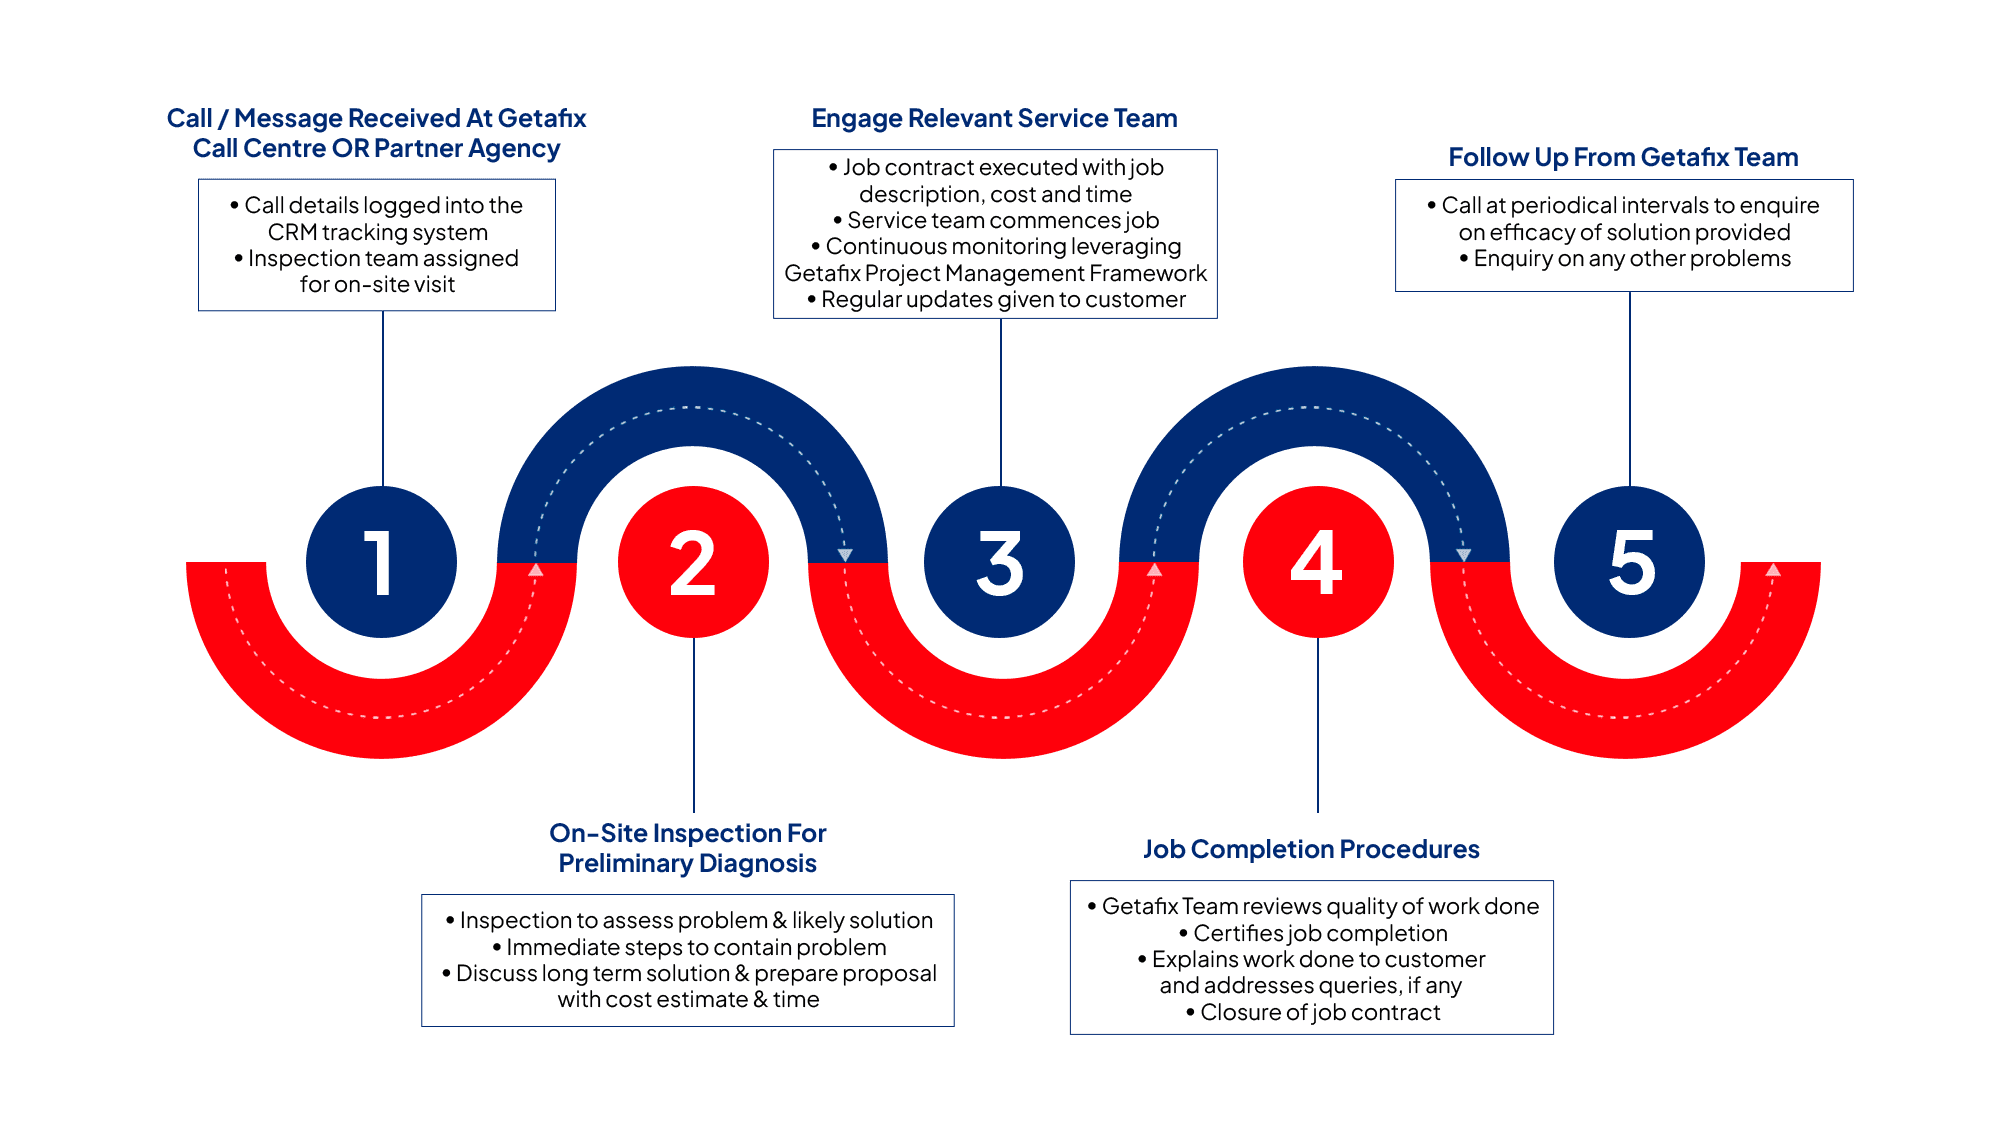 Call / Message Received At Getafix
Call Centre OR Partner Agency
• Call details logged into the
CRM tracking system
• Inspection team assigned
for on-site visit
Engage Relevant Service Team
• Job contract executed with job
description, cost and time
• Service team commences job
• Continuous monitoring leveraging
Getafix Project Management Framework
• Regular updates given to customer
Follow Up From Getafix Team
• Call at periodical intervals to enquire
on efficacy of solution provided
• Enquiry on any other problems
1
2
3
4
5
On-Site Inspection For
Preliminary Diagnosis
• Inspection to assess problem & likely solution
• Immediate steps to contain problem
• Discuss long term solution & prepare proposal
with cost estimate & time
Job Completion Procedures
• Getafix Team reviews quality of work done
• Certifies job completion
• Explains work done to customer
and addresses queries, if any
• Closure of job contract